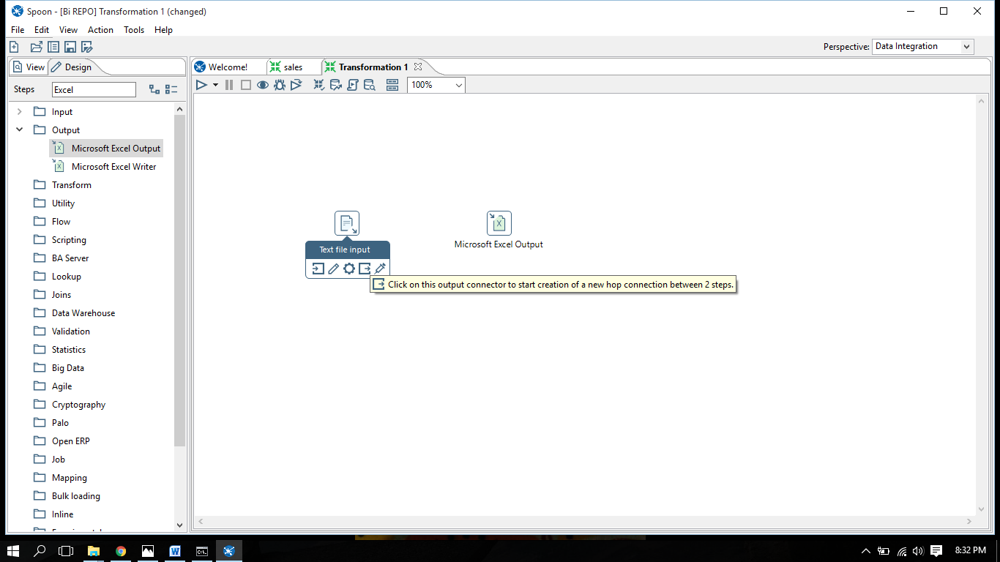 Spoon - [Bi REPO] Transformation 1 (changed)
File Edit View Action Tools Help
Perspective: Data Integration
View Design
Welcome! sales Transformation 1
Steps Excel
100%
Input
Output
Microsoft Excel Output
Microsoft Excel Writer
Transform
Utility
Flow
Scripting
BA Server
Lookup
Joins
Data Warehouse
Validation
Statistics
Big Data
Agile
Cryptography
Palo
Open ERP
Job
Mapping
Bulk loading
Inline
Text file input
Microsoft Excel Output
Click on this output connector to start creation of a new hop connection between 2 steps.
8:32 PM